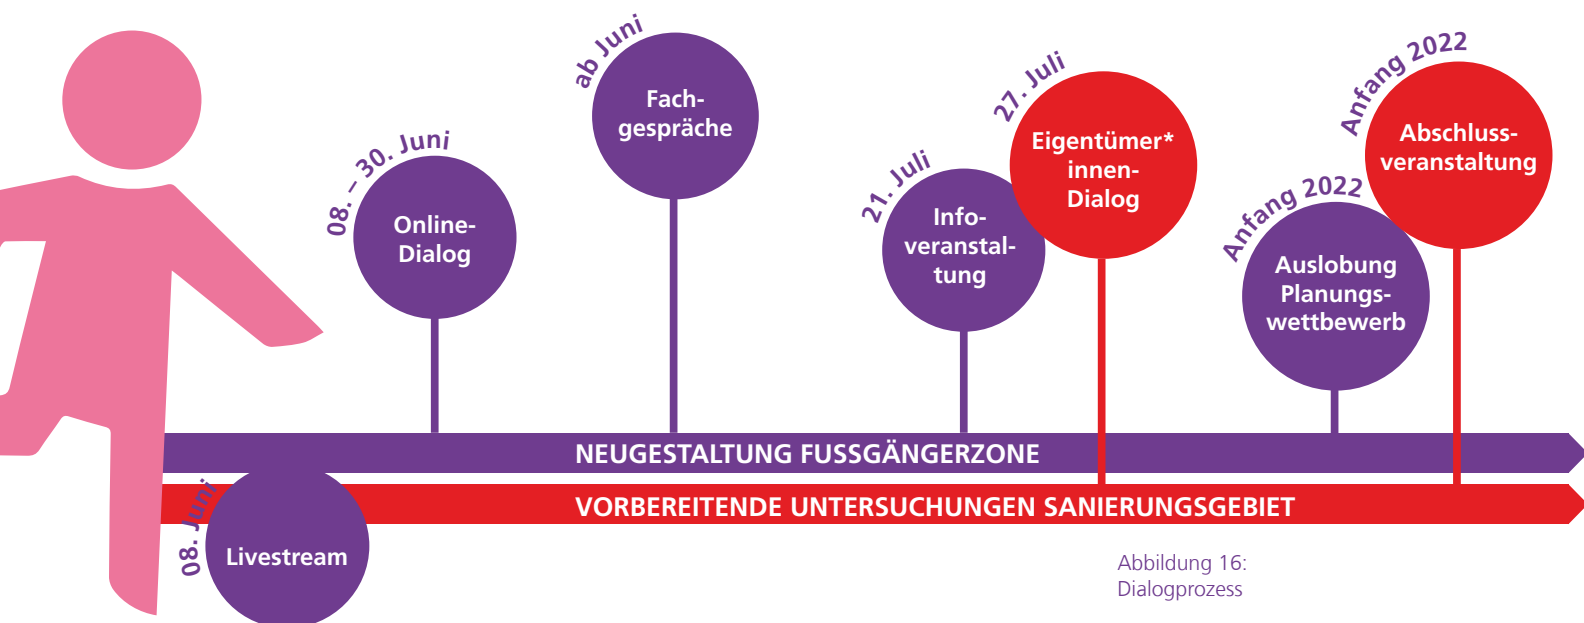 08. – 30. Juni
Online-
Dialog
ab Juni
Fach-
gespräche
21. Juli
Info-
veranstal-
tung
27. Juli
Eigentümer*
innen-
Dialog
Anfang 2022
Auslobung
Planungs-
wettbewerb
Anfang 2022
Abschluss-
veranstaltung
NEUGESTALTUNG FUSSGÄNGERZONE
VORBEREITENDE UNTERSUCHUNGEN SANIERUNGSGEBIET
08. Juni
Livestream
Abbildung 16:
Dialogprozess